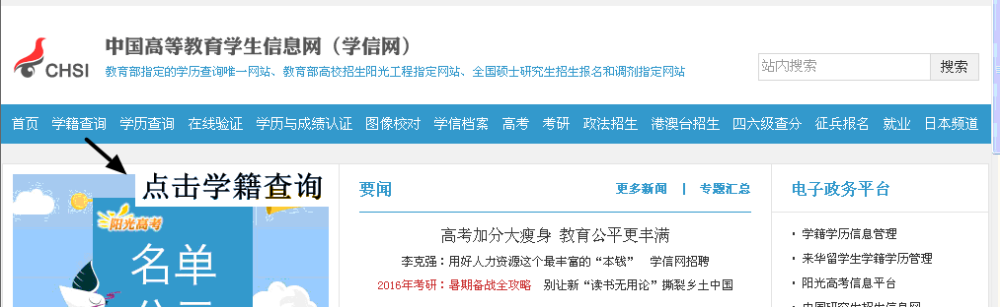 CHSI
中国高等教育学生信息网（学信网）
教育部指定的学历查询唯一网站、教育部高校招生阳光工程指定网站、全国硕士研究生招生报名和调剂指定网站
站内搜索 搜索
首页 学籍查询 学历查询 在线验证 学历与成绩认证 图像校对 学信档案 高考 考研 政法招生 港澳台招生 四六级查分 征兵报名 就业 日本频道
点击学籍查询
阳光高考
名单
要闻 更多新闻 | 专题汇总
高考加分大瘦身 教育公平更丰满
李克强：用好人力资源这个最丰富的“本钱” 学信网招聘
2016年考研：暑期备战全攻略 别让新“读书无用论”撕裂乡土中国
电子政务平台
· 学籍学历信息管理
· 来华留学生学籍学历管理
· 阳光高考信息平台